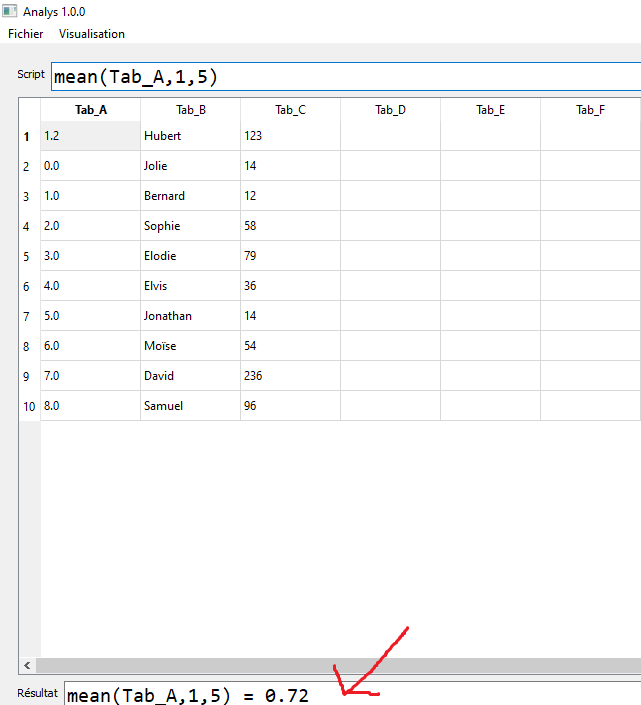 Analys 1.0.0
Fichier Visualisation
Script mean(Tab_A,1,5)
Tab_A Tab_B Tab_C Tab_D Tab_E Tab_F
1 1.2 Hubert 123
2 0.0 Jolie 14
3 1.0 Bernard 12
4 2.0 Sophie 58
5 3.0 Elodie 79
6 4.0 Elvis 36
7 5.0 Jonathan 14
8 6.0 Moïse 54
9 7.0 David 236
10 8.0 Samuel 96
Résultat mean(Tab_A,1,5) = 0.72